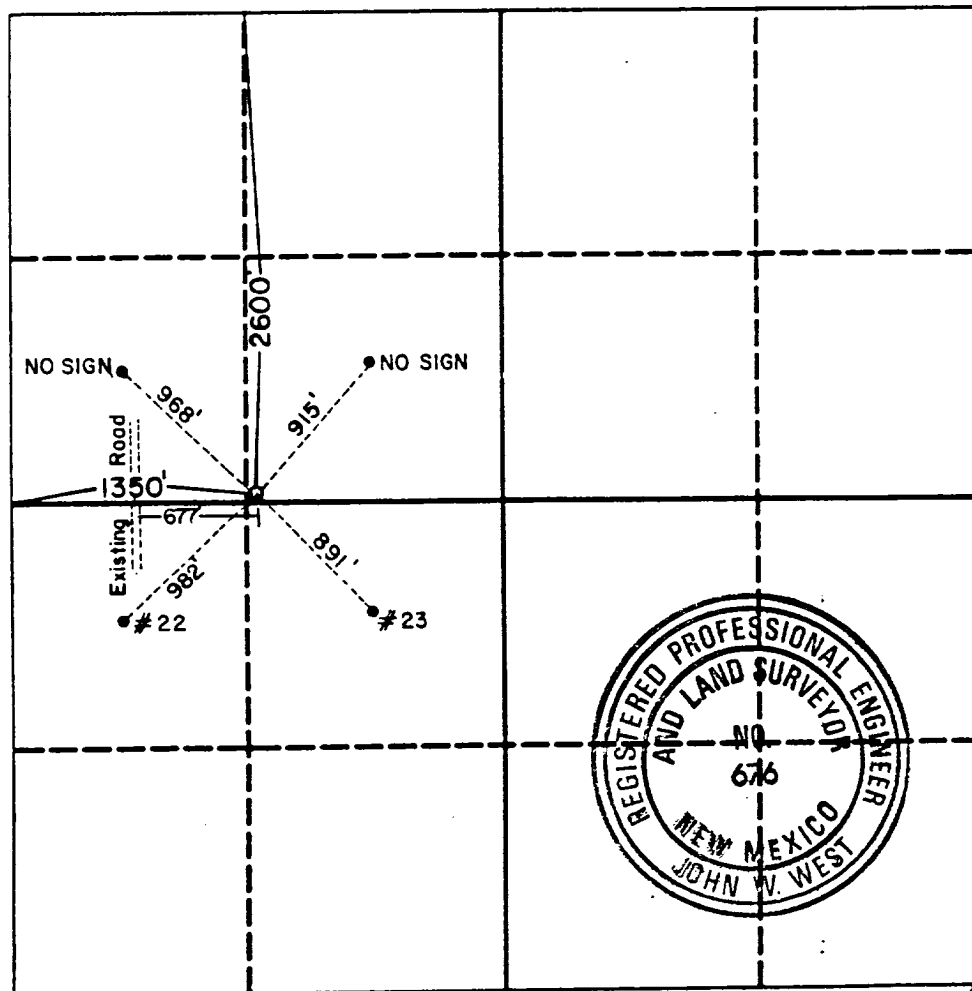 2600'
NO SIGN
NO SIGN
968'
915'
Existing Road
1350'
677'
982'
891'
#22
#23
REGISTERED PROFESSIONAL ENGINEER
AND LAND SURVEYOR
NO.
676
NEW MEXICO
JOHN W. WEST